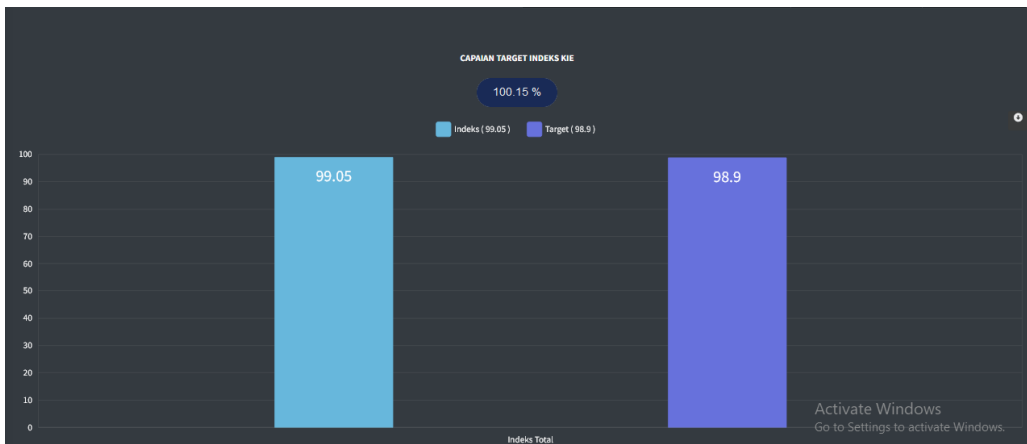 CAPAIAN TARGET INDEKS KIE
100.15 %
Indeks ( 99.05 ) Target ( 98.9 )
100
90
80
70
60
50
40
30
20
10
0
99.05
98.9
Indeks Total
Activate Windows
Go to Settings to activate Windows.